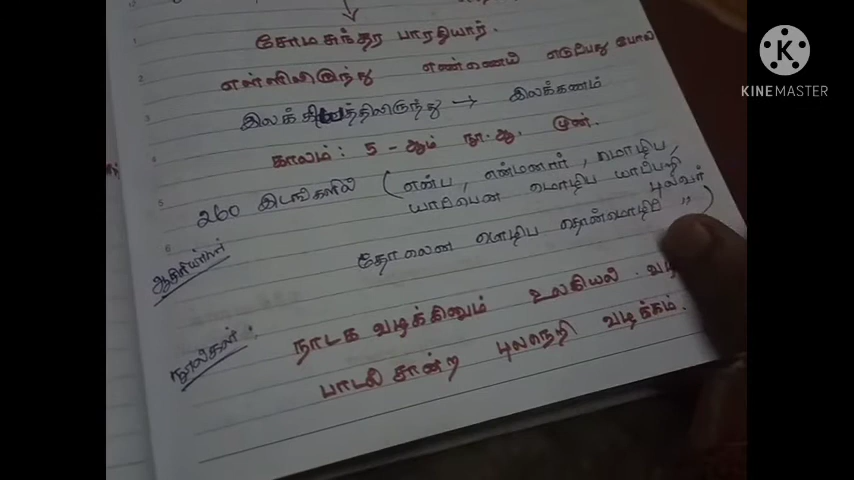 சோமசுந்தர பாரதியார்.
எள்ளிலிருந்து எண்ணெய் எடுப்பது போல
இலக்கியத்திலிருந்து → இலக்கணம்
காலம் : 5 - ஆம் நூ.ஆ. முன்.
260 இடங்களில் ( என்ப , என்மனார் , மொழிப ,
யாப்பென மொழிப யாப்பறி புலவர்
ஆசிரியர்கள் தோலென மொழிப தொன்மொழிப் " )
நூல்கள் : நாடக வழக்கினும் உலகியல்
பாடல் சான்ற புலநெறி வழக்கம்.
K
KINEMASTER